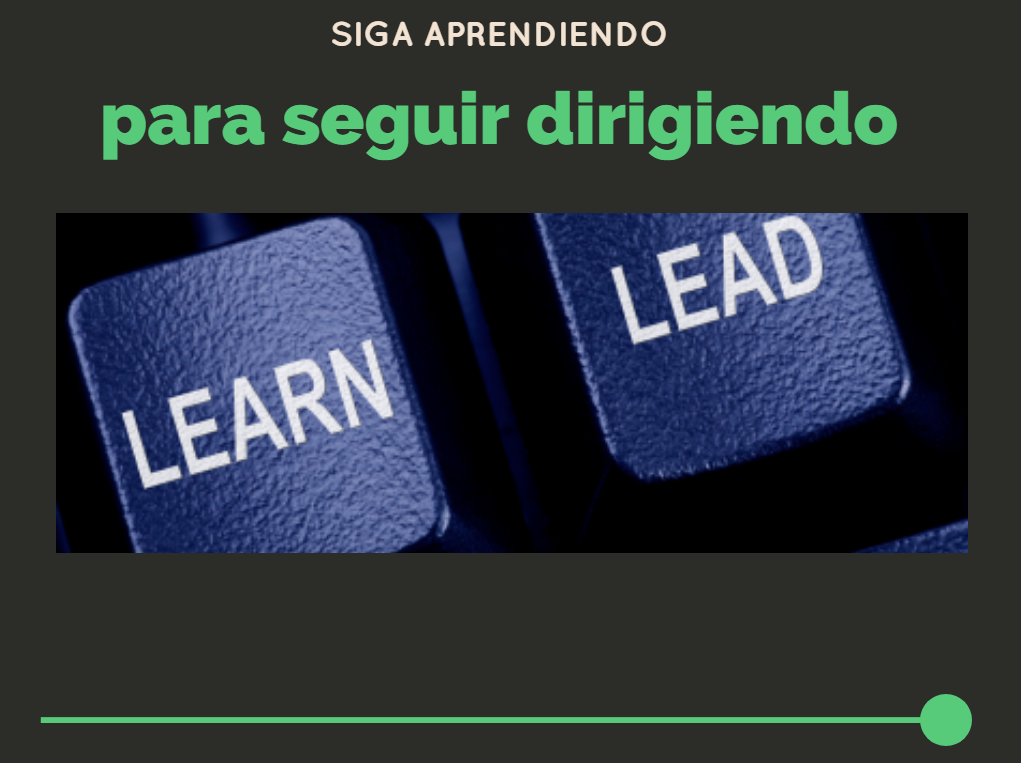 SIGA APRENDIENDO
para seguir dirigiendo
LEARN
LEAD